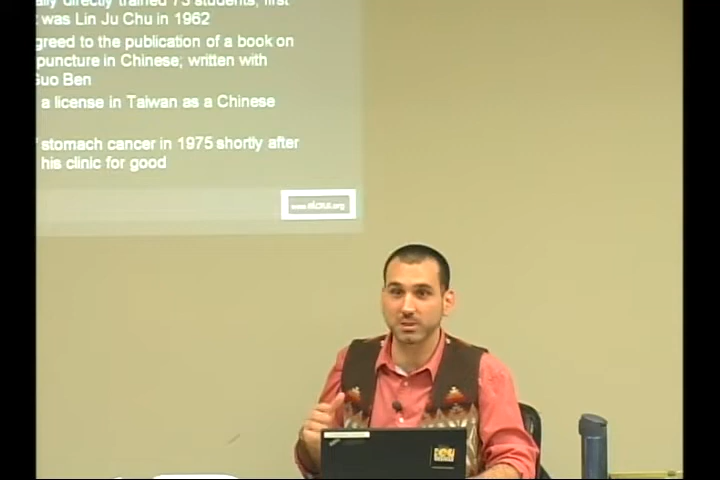 directly trained 73 students, first
was Lin Ju Chu in 1962
greed to the publication of a book on
puncture in Chinese; written with
Guo Ben
a license in Taiwan as a Chinese
stomach cancer in 1975 shortly after
his clinic for good